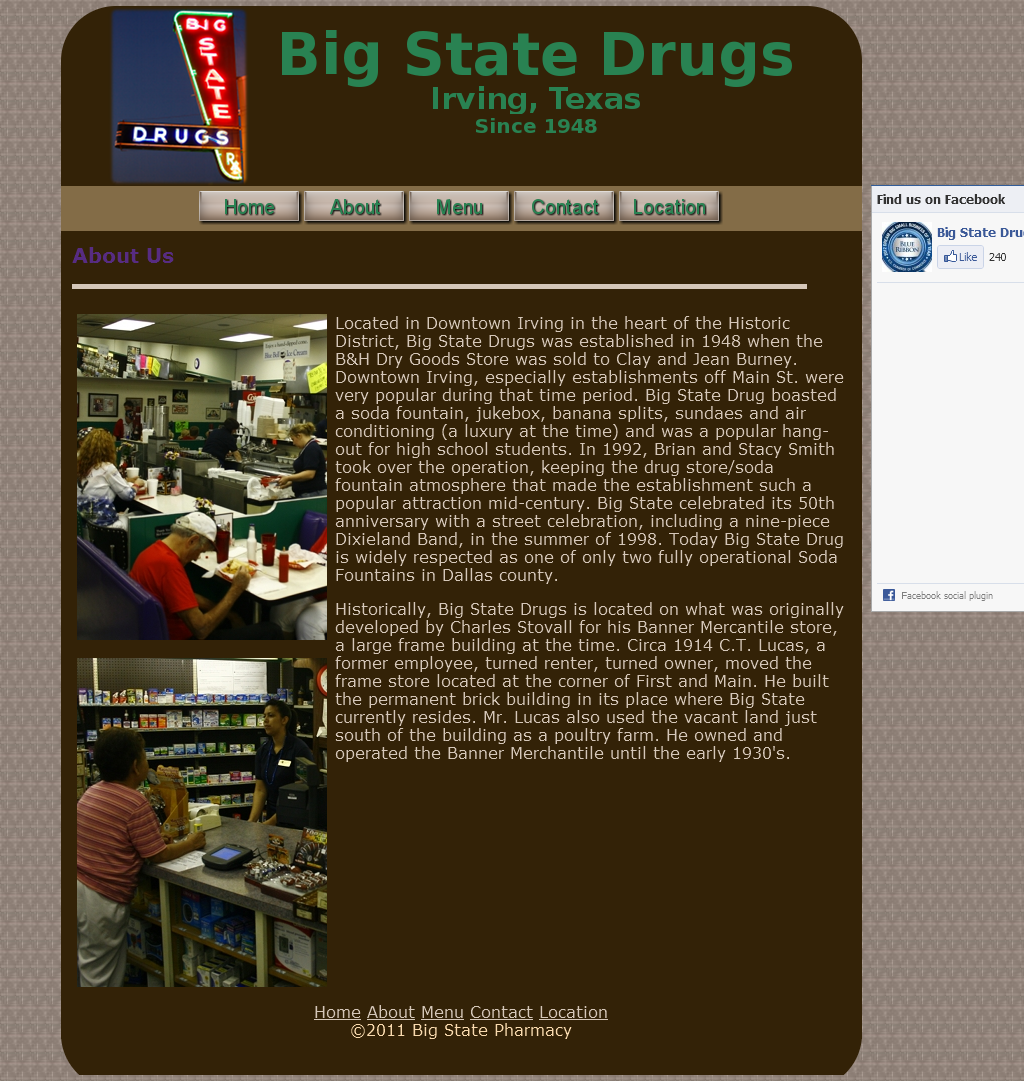 BIG
STATE
DRUGS
Big State Drugs
Irving, Texas
Since 1948
Home About Menu Contact Location
Find us on Facebook
Big State Dru
Like 240
BLUE
RIBBON
About Us
Located in Downtown Irving in the heart of the Historic
District, Big State Drugs was established in 1948 when the
B&H Dry Goods Store was sold to Clay and Jean Burney.
Downtown Irving, especially establishments off Main St. were
very popular during that time period. Big State Drug boasted
a soda fountain, jukebox, banana splits, sundaes and air
conditioning (a luxury at the time) and was a popular hang-
out for high school students. In 1992, Brian and Stacy Smith
took over the operation, keeping the drug store/soda
fountain atmosphere that made the establishment such a
popular attraction mid-century. Big State celebrated its 50th
anniversary with a street celebration, including a nine-piece
Dixieland Band, in the summer of 1998. Today Big State Drug
is widely respected as one of only two fully operational Soda
Fountains in Dallas county.
Historically, Big State Drugs is located on what was originally
developed by Charles Stovall for his Banner Mercantile store,
a large frame building at the time. Circa 1914 C.T. Lucas, a
former employee, turned renter, turned owner, moved the
frame store located at the corner of First and Main. He built
the permanent brick building in its place where Big State
currently resides. Mr. Lucas also used the vacant land just
south of the building as a poultry farm. He owned and
operated the Banner Merchantile until the early 1930's.
Facebook social plugin
Home About Menu Contact Location
©2011 Big State Pharmacy